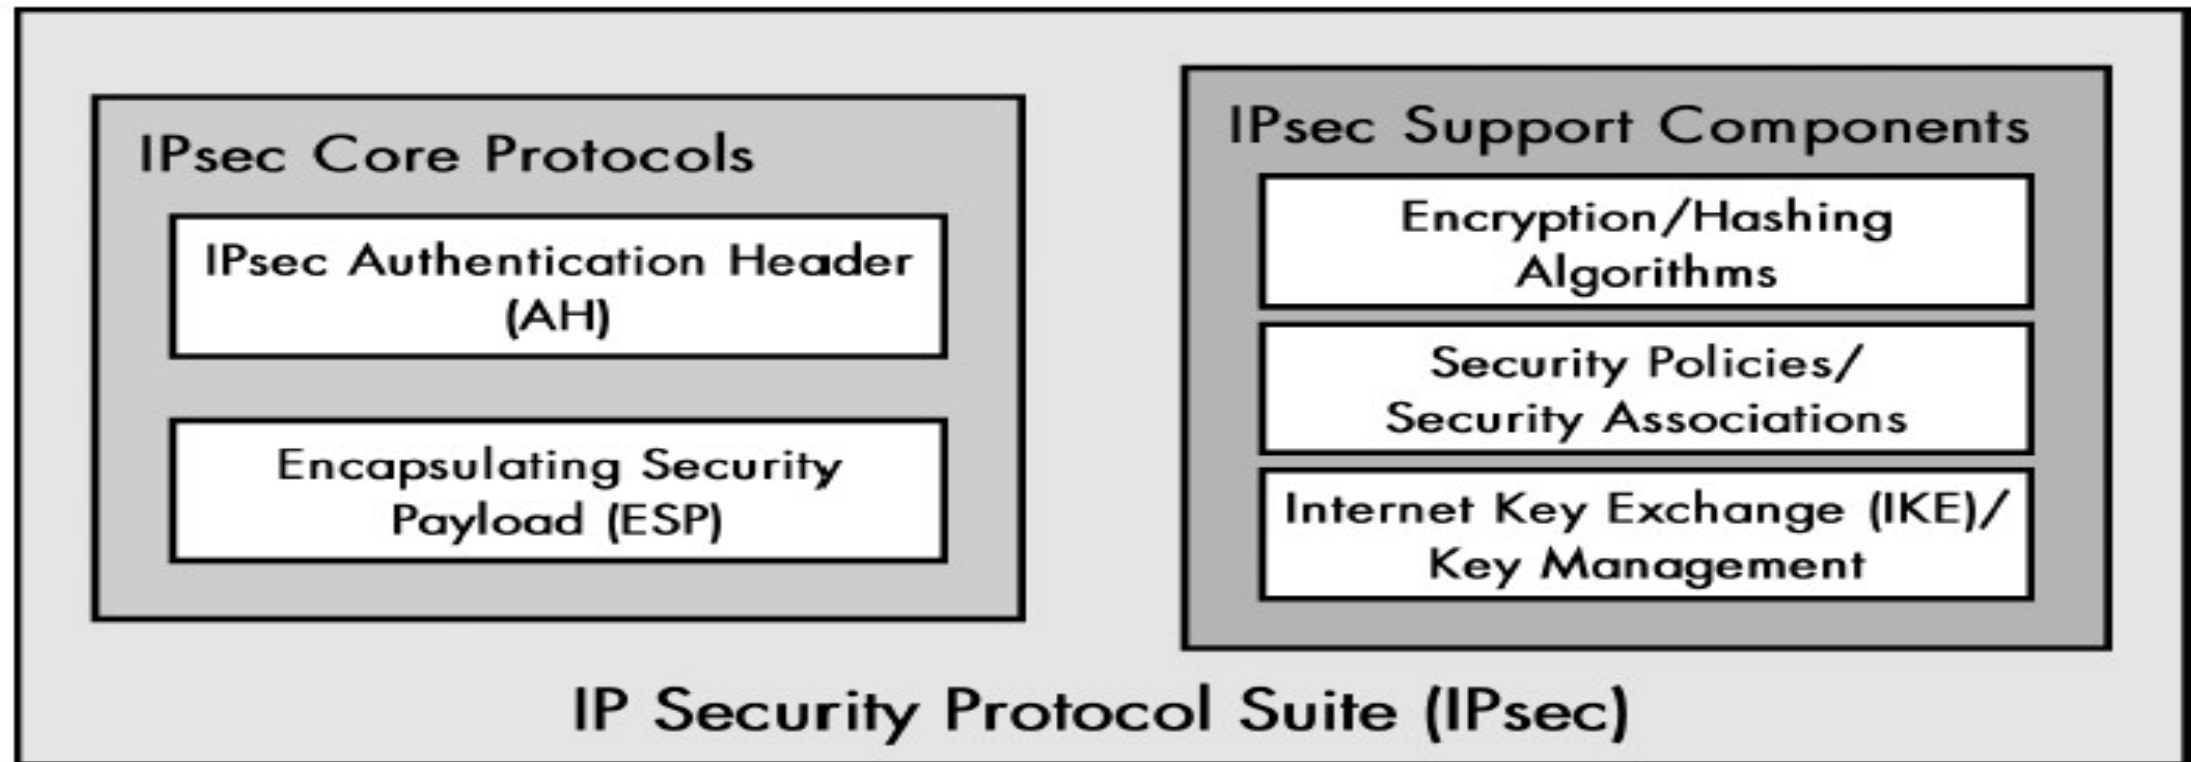 IPsec Core Protocols
IPsec Authentication Header
(AH)
Encapsulating Security
Payload (ESP)
IPsec Support Components
Encryption/Hashing
Algorithms
Security Policies/
Security Associations
Internet Key Exchange (IKE)/
Key Management
IP Security Protocol Suite (IPsec)